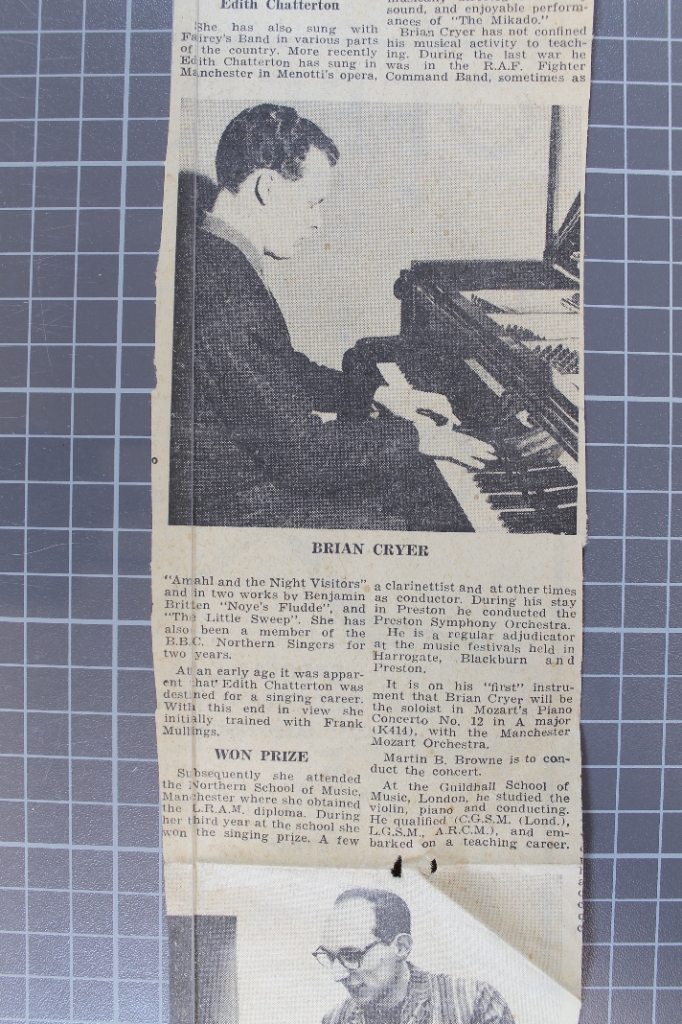 Edith Chatterton
She has also sung with
Fairey's Band in various parts
of the country. More recently
Edith Chatterton has sung in
Manchester in Menotti's opera,
sound, and enjoyable perform-
ances of "The Mikado."
Brian Cryer has not confined
his musical activity to teach-
ing. During the last war he
was in the R.A.F. Fighter
Command Band, sometimes as
BRIAN CRYER
"Amahl and the Night Visitors"
and in two works by Benjamin
Britten "Noye's Fludde", and
"The Little Sweep". She has
also been a member of the
B.B.C. Northern Singers for
two years.
At an early age it was appar-
ent that Edith Chatterton was
destined for a singing career.
With this end in view she
initially trained with Frank
Mullings.
WON PRIZE
Subsequently she attended
the Northern School of Music,
Manchester where she obtained
the L.R.A.M. diploma. During
her third year at the school she
won the singing prize. A few
a clarinettist and at other times
as conductor. During his stay
in Preston he conducted the
Preston Symphony Orchestra.
He is a regular adjudicator
at the music festivals held in
Harrogate, Blackburn and
Preston.
It is on his "first" instru-
ment that Brian Cryer will be
the soloist in Mozart's Piano
Concerto No. 12 in A major
(K414), with the Manchester
Mozart Orchestra.
Martin B. Browne is to con-
duct the concert.
At the Guildhall School of
Music, London, he studied the
violin, piano and conducting.
He qualified (C.G.S.M. (Lond.),
L.G.S.M., A.R.C.M.), and em-
barked on a teaching career.